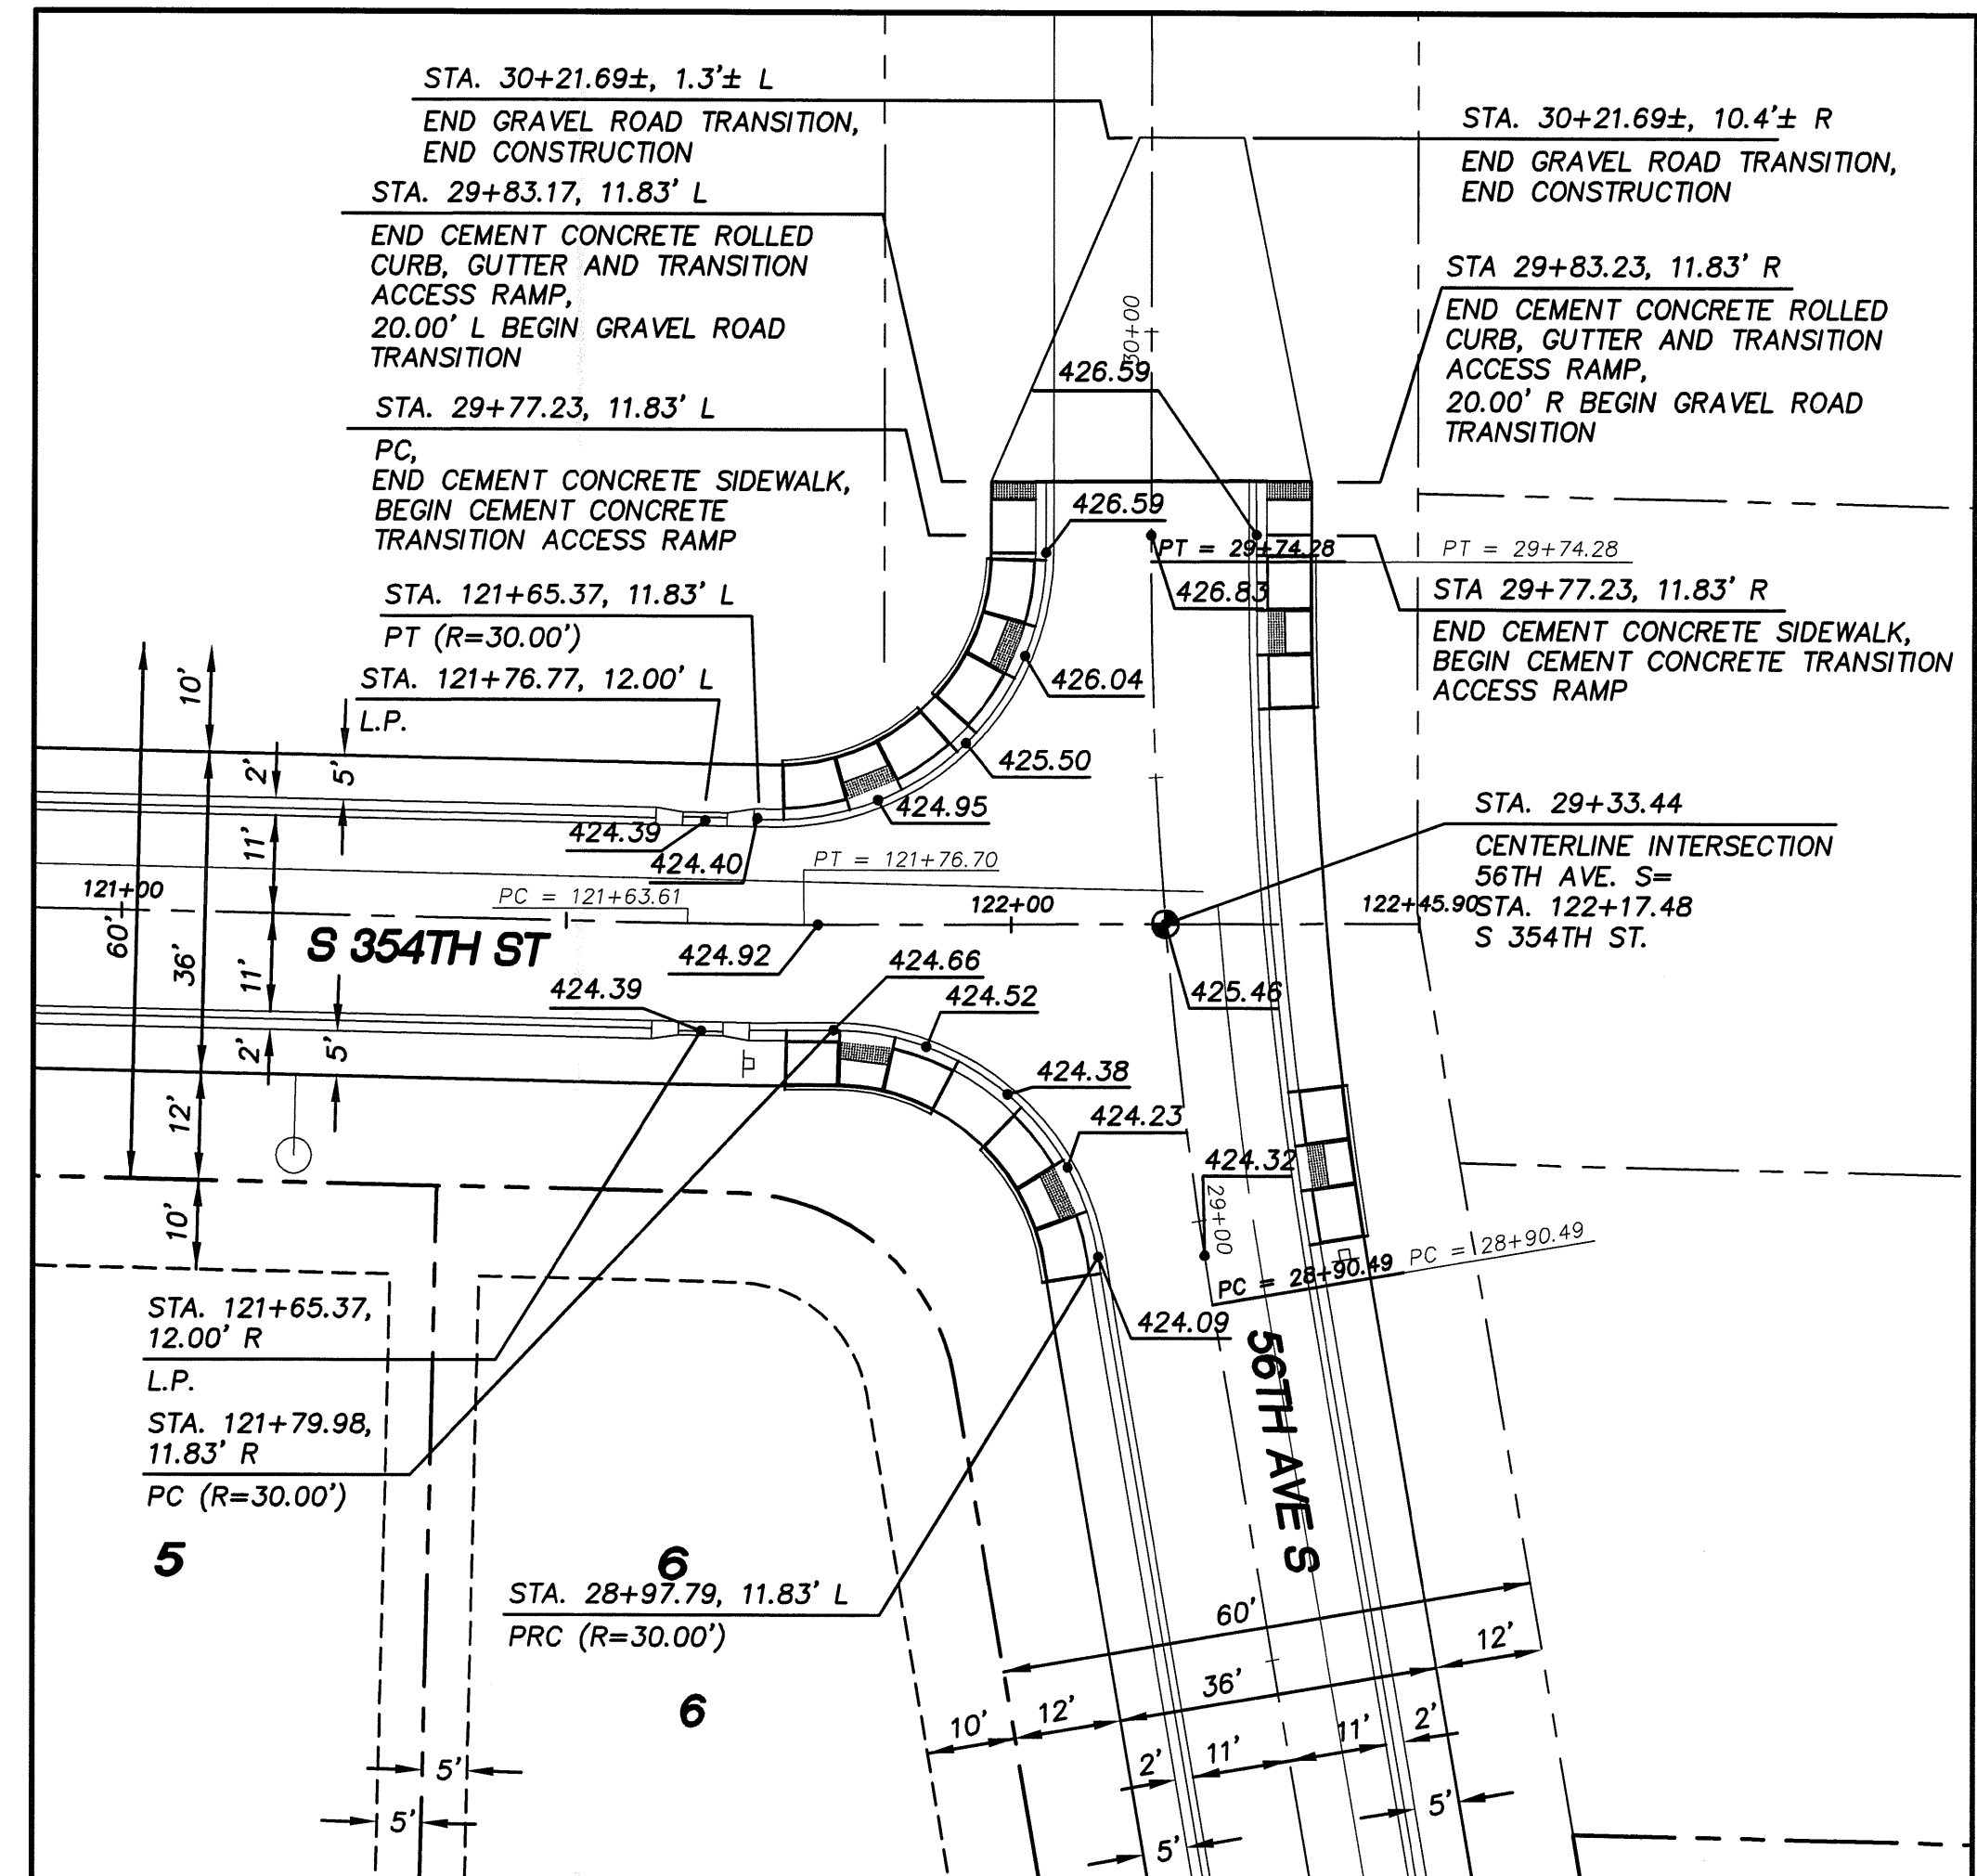 STA. 30+21.69±, 1.3'± L
END GRAVEL ROAD TRANSITION,
END CONSTRUCTION
STA. 29+83.17, 11.83' L
END CEMENT CONCRETE ROLLED
CURB, GUTTER AND TRANSITION
ACCESS RAMP,
20.00' L BEGIN GRAVEL ROAD
TRANSITION
STA. 29+77.23, 11.83' L
PC,
END CEMENT CONCRETE SIDEWALK,
BEGIN CEMENT CONCRETE
TRANSITION ACCESS RAMP
STA. 121+65.37, 11.83' L
PT (R=30.00')
STA. 121+76.77, 12.00' L
L.P.
STA. 30+21.69±, 10.4'± R
END GRAVEL ROAD TRANSITION,
END CONSTRUCTION
STA 29+83.23, 11.83' R
END CEMENT CONCRETE ROLLED
CURB, GUTTER AND TRANSITION
ACCESS RAMP,
20.00' R BEGIN GRAVEL ROAD
TRANSITION
30+00
426.59
426.59
PT = 29+74.28
PT = 29+74.28
426.83
STA 29+77.23, 11.83' R
END CEMENT CONCRETE SIDEWALK,
BEGIN CEMENT CONCRETE TRANSITION
ACCESS RAMP
426.04
425.50
424.95
424.39
424.40
10'
2'
5'
11'
60'
36'
11'
2'
5'
12'
10'
121+00
PT = 121+76.70
PC = 121+63.61
122+00
122+45.90
STA. 29+33.44
CENTERLINE INTERSECTION
56TH AVE. S=
STA. 122+17.48
S 354TH ST.
S 354TH ST
424.92
424.66
424.39
424.52
425.46
424.38
424.23
424.32
29+00
PC = 28+90.49
PC = 28+90.49
424.09
STA. 121+65.37,
12.00' R
L.P.
STA. 121+79.98,
11.83' R
PC (R=30.00')
56TH AVE S
5
6
STA. 28+97.79, 11.83' L
PRC (R=30.00')
6
60'
12'
36'
10'
12'
11'
2'
2'
11'
5'
5'
5'
5'